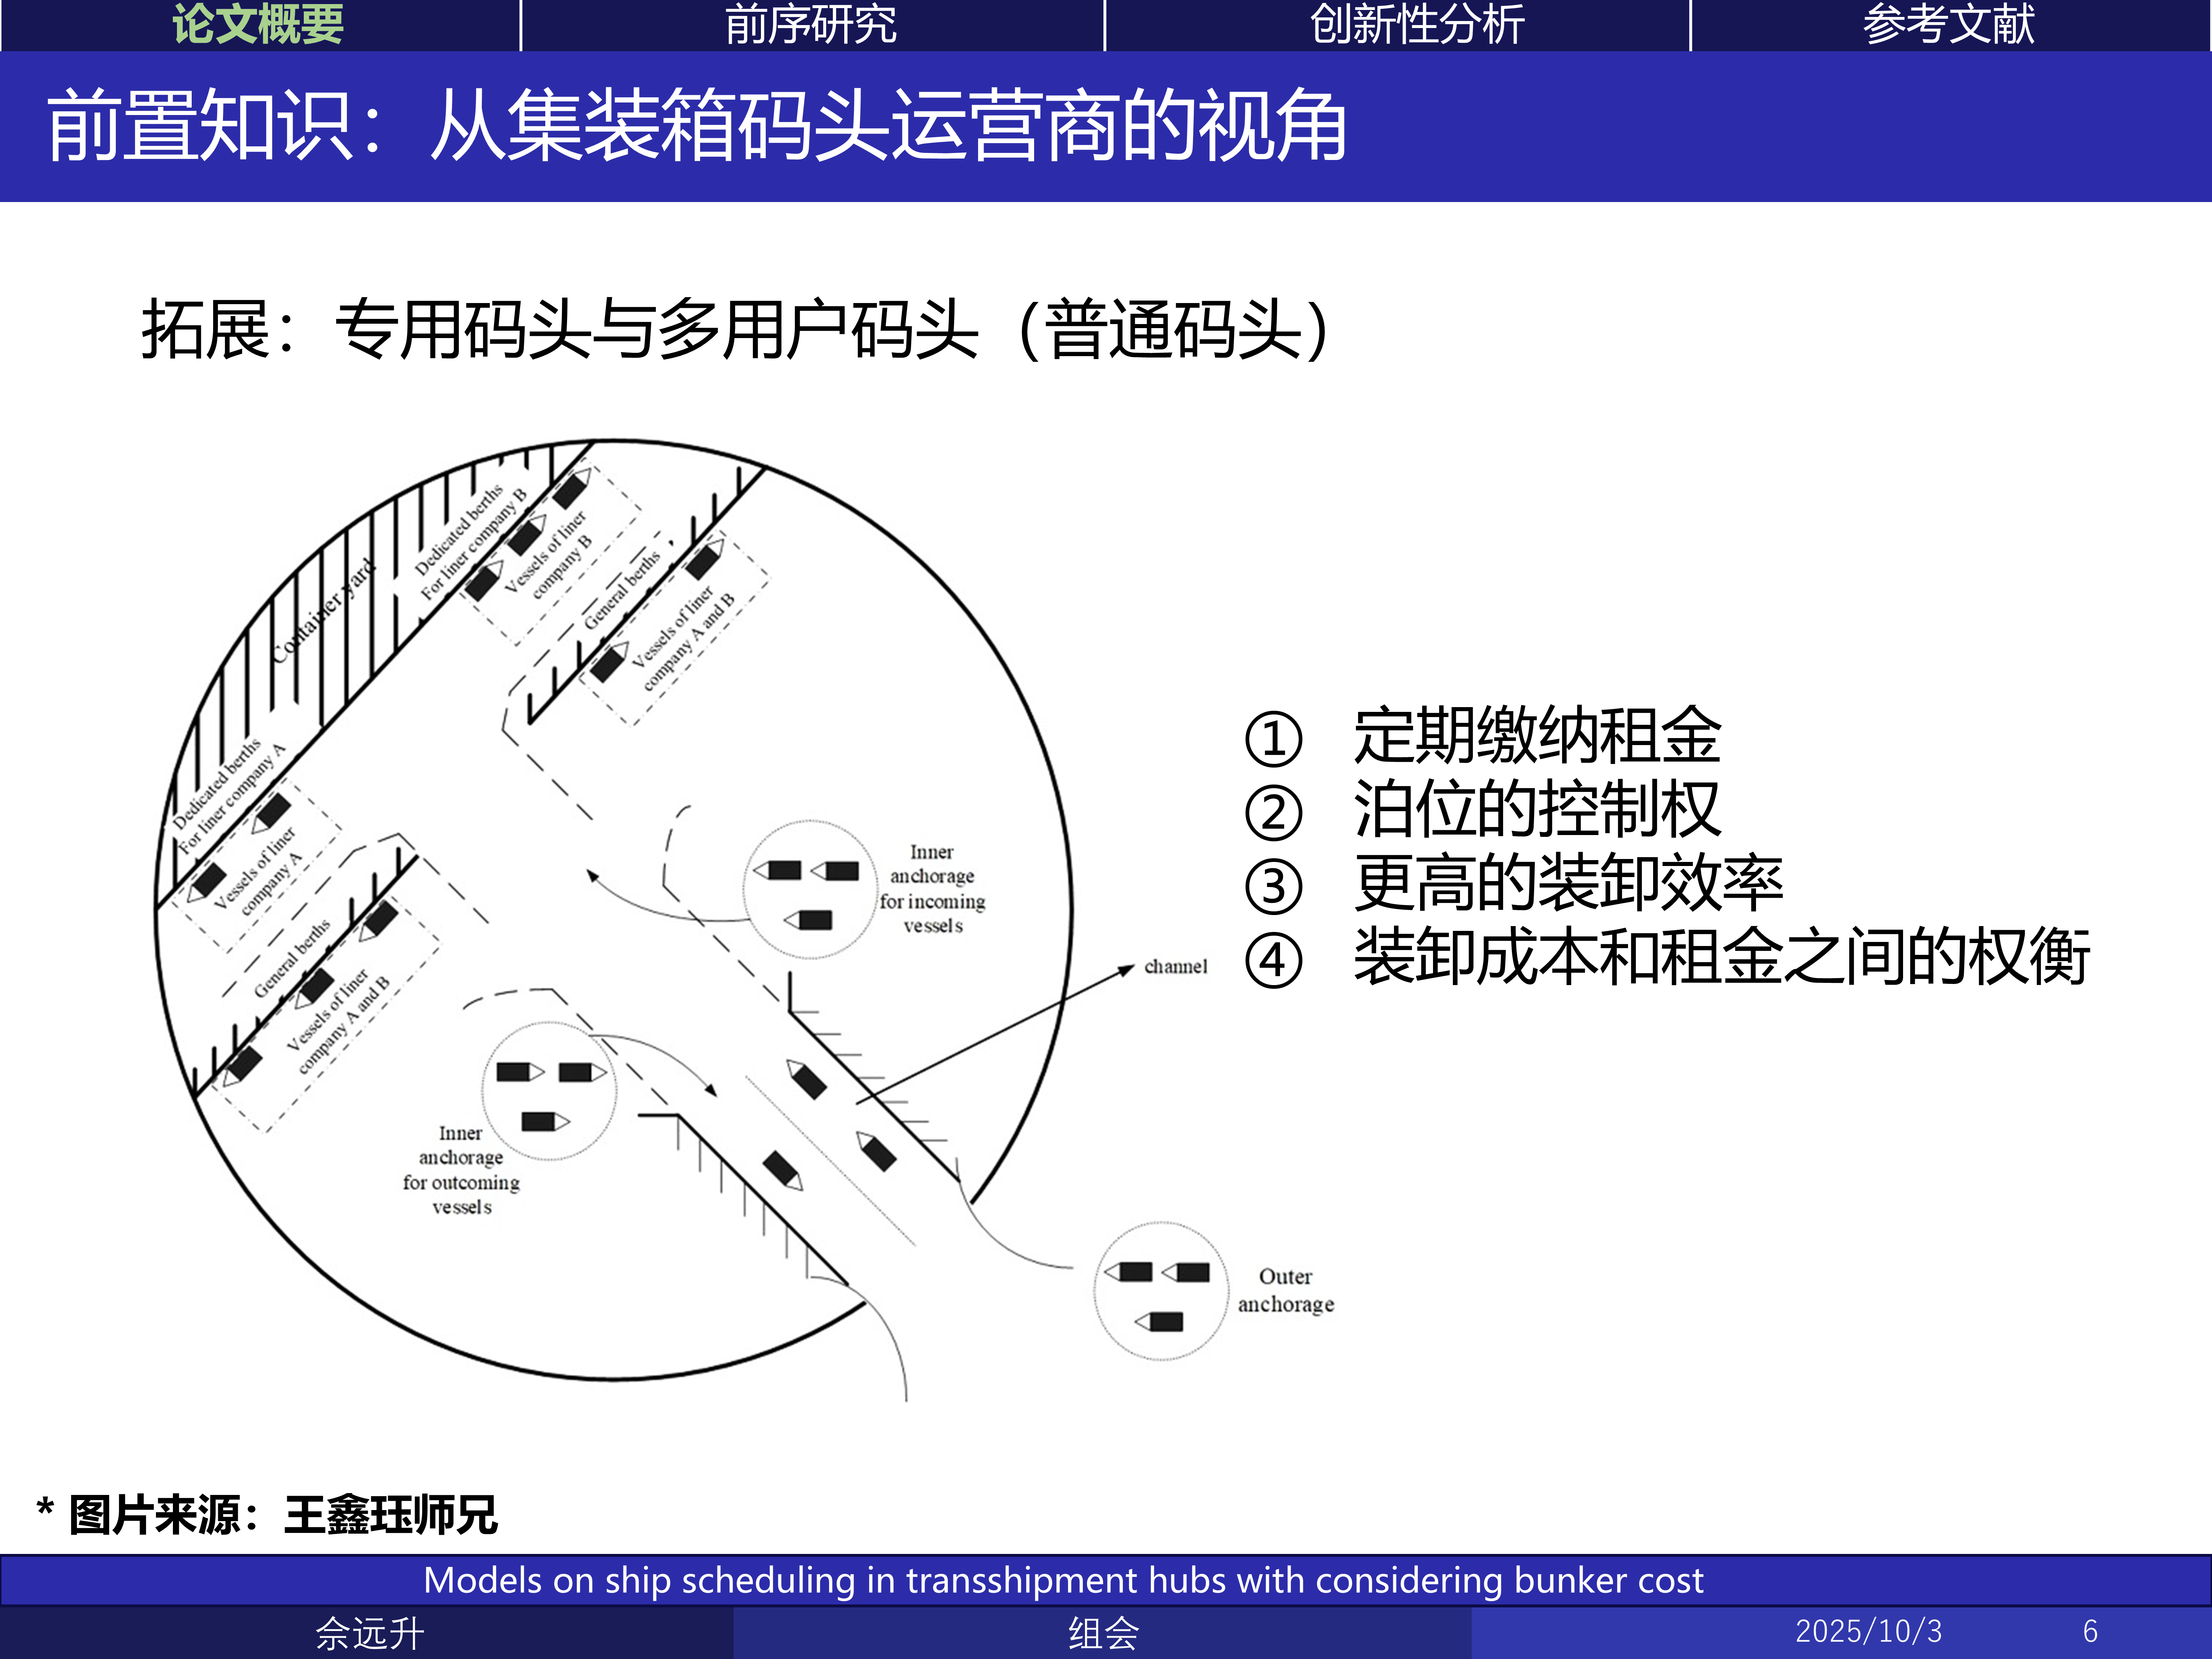 论文概要
前序研究
创新性分析
参考文献
前置知识：从集装箱码头运营商的视角
拓展：专用码头与多用户码头（普通码头）
Container yard
Dedicated berths
For liner company B
Vessels of liner
company B
General berths
Vessels of liner
company A and B
Dedicated berths
For liner company A
Vessels of liner
company A
General berths
Vessels of liner
company A and B
Inner
anchorage
for incoming
vessels
channel
Inner
anchorage
for outcoming
vessels
Outer
anchorage
① 定期缴纳租金
② 泊位的控制权
③ 更高的装卸效率
④ 装卸成本和租金之间的权衡
* 图片来源：王鑫珏师兄
Models on ship scheduling in transshipment hubs with considering bunker cost
佘远升
组会
2025/10/3
6